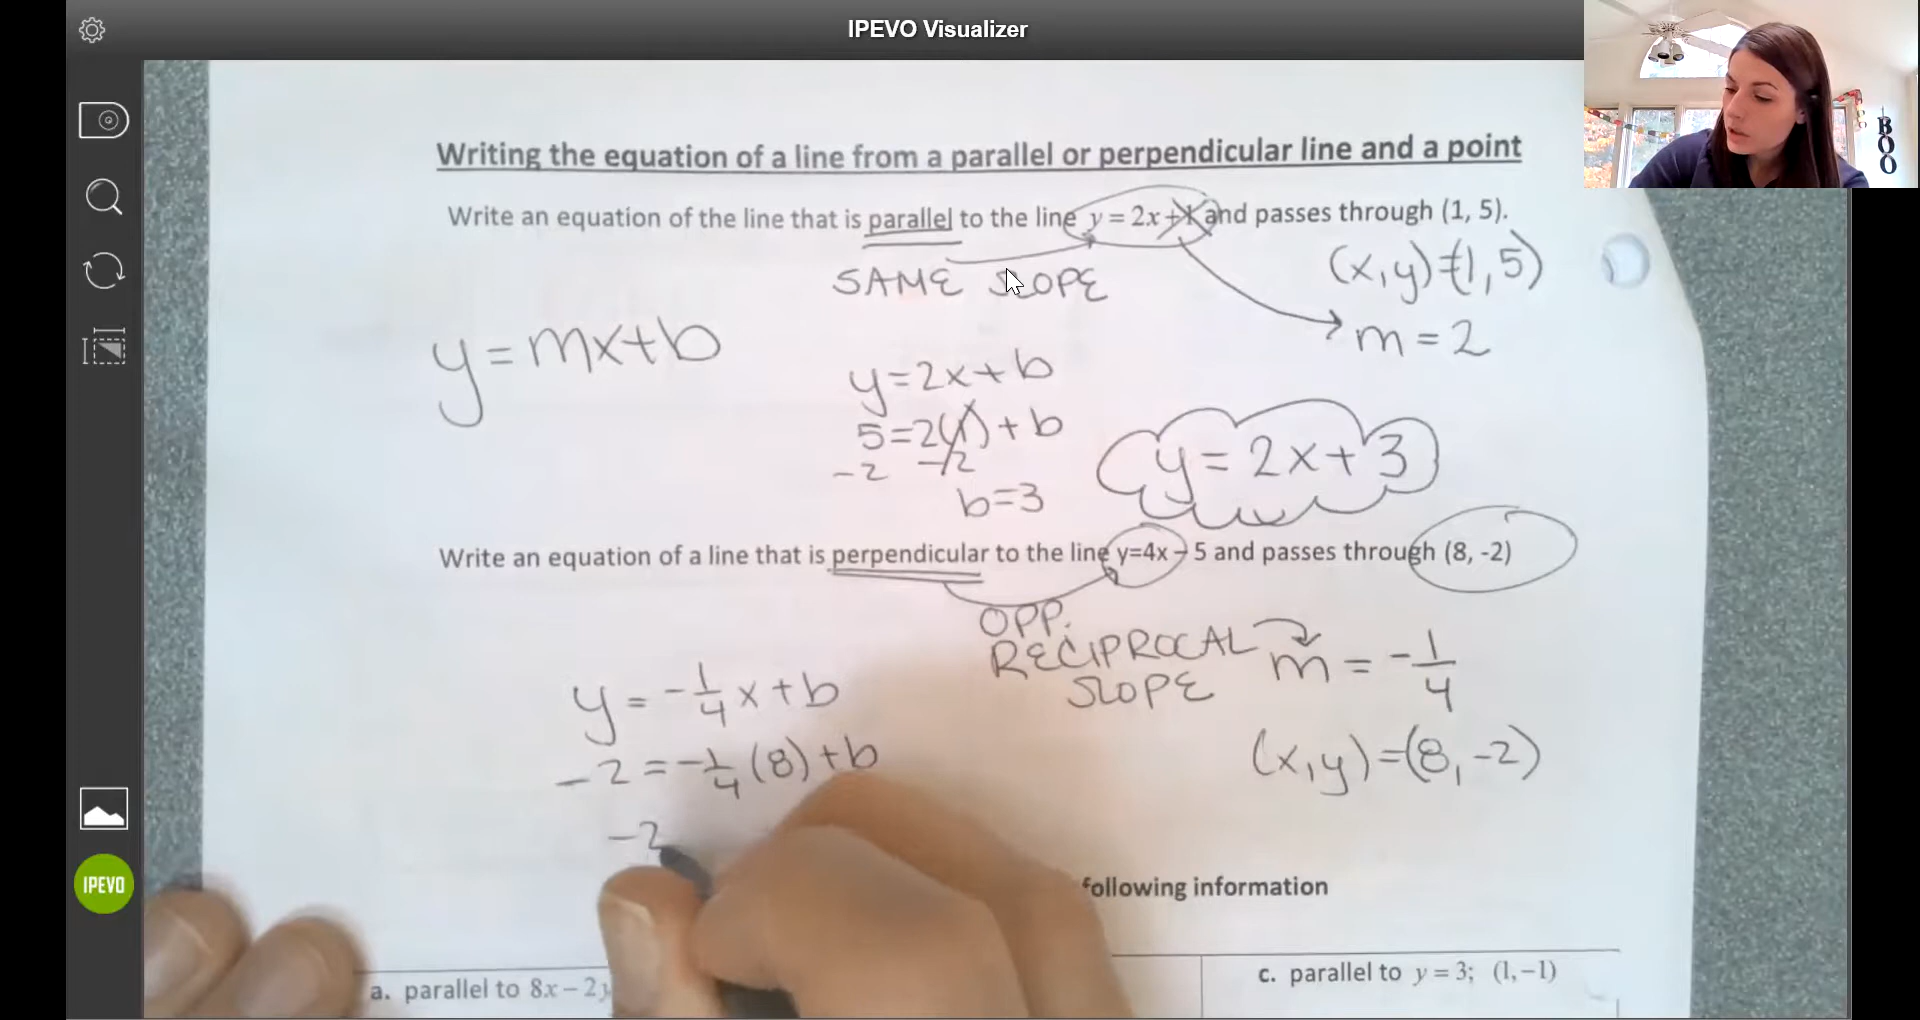 IPEVO Visualizer
BOO
Writing the equation of a line from a parallel or perpendicular line and a point
Write an equation of the line that is parallel to the line y = 2x + 1 and passes through (1, 5).
SAME SLOPE
(x,y)=(1,5)
m = 2
y=mx+b
y=2x+b
5=2(1)+b
-2 -2
b=3
y=2x+3
Write an equation of a line that is perpendicular to the line y=4x – 5 and passes through (8, -2)
OPP.
RECIPROCAL
SLOPE
m = -1/4
(x,y)=(8,-2)
y = -1/4 x+b
-2=-1/4(8)+b
-2
IPEVO
following information
a. parallel to 8x – 2y
c. parallel to y = 3; (1,–1)